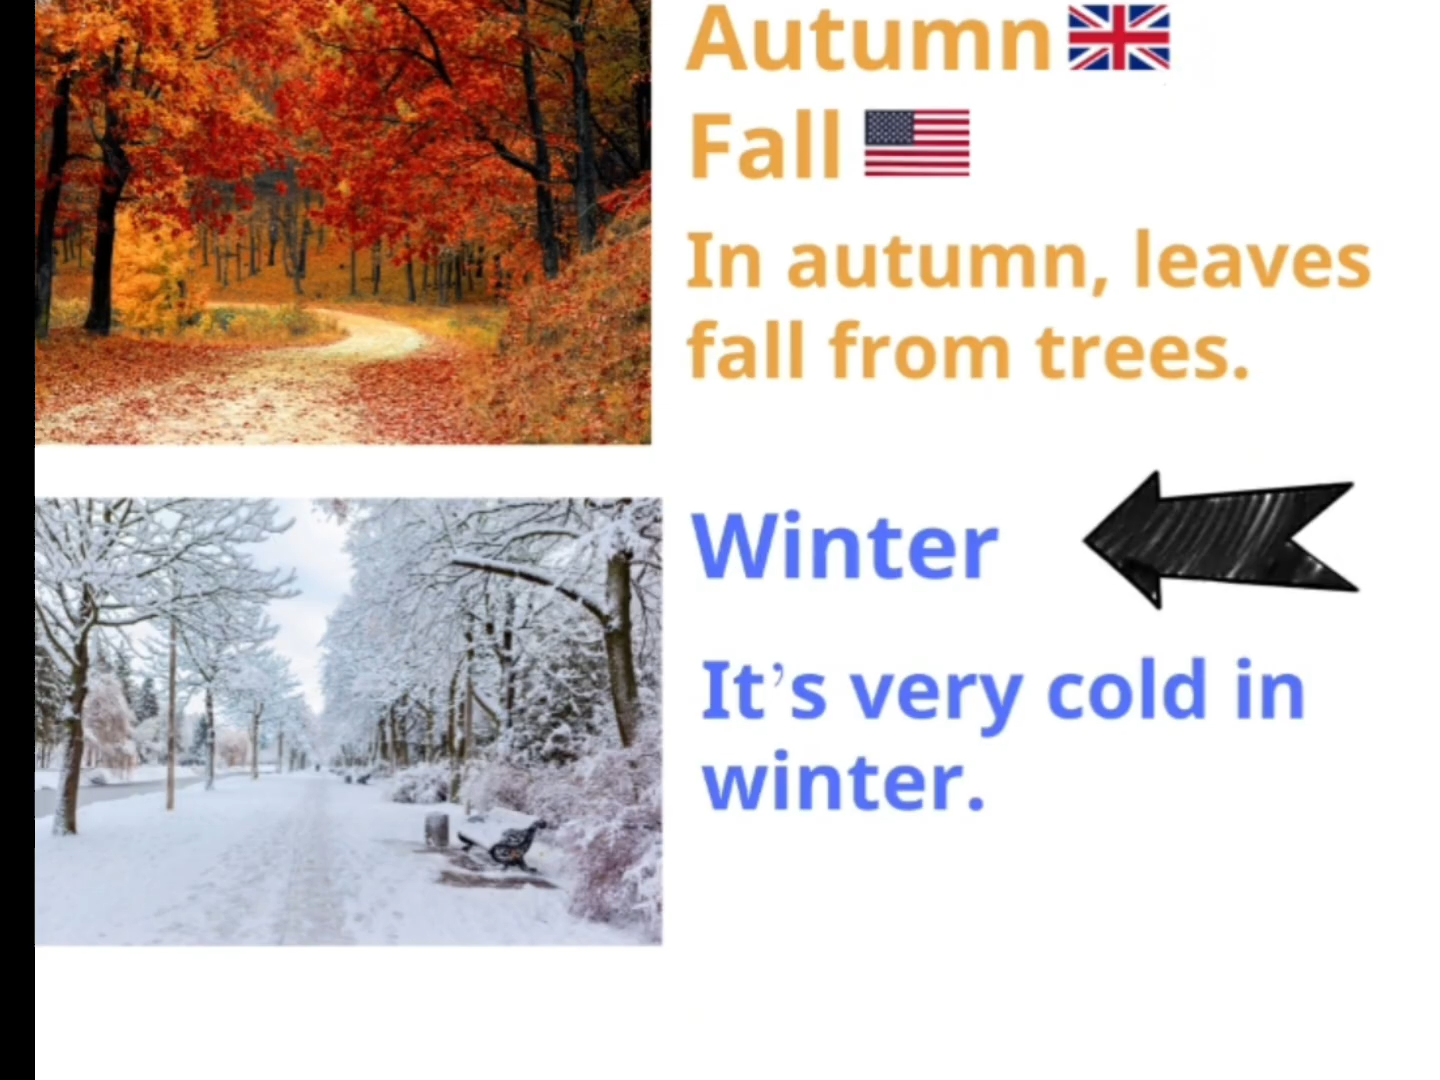 Autumn
Fall
In autumn, leaves
fall from trees.
Winter
It’s very cold in
winter.